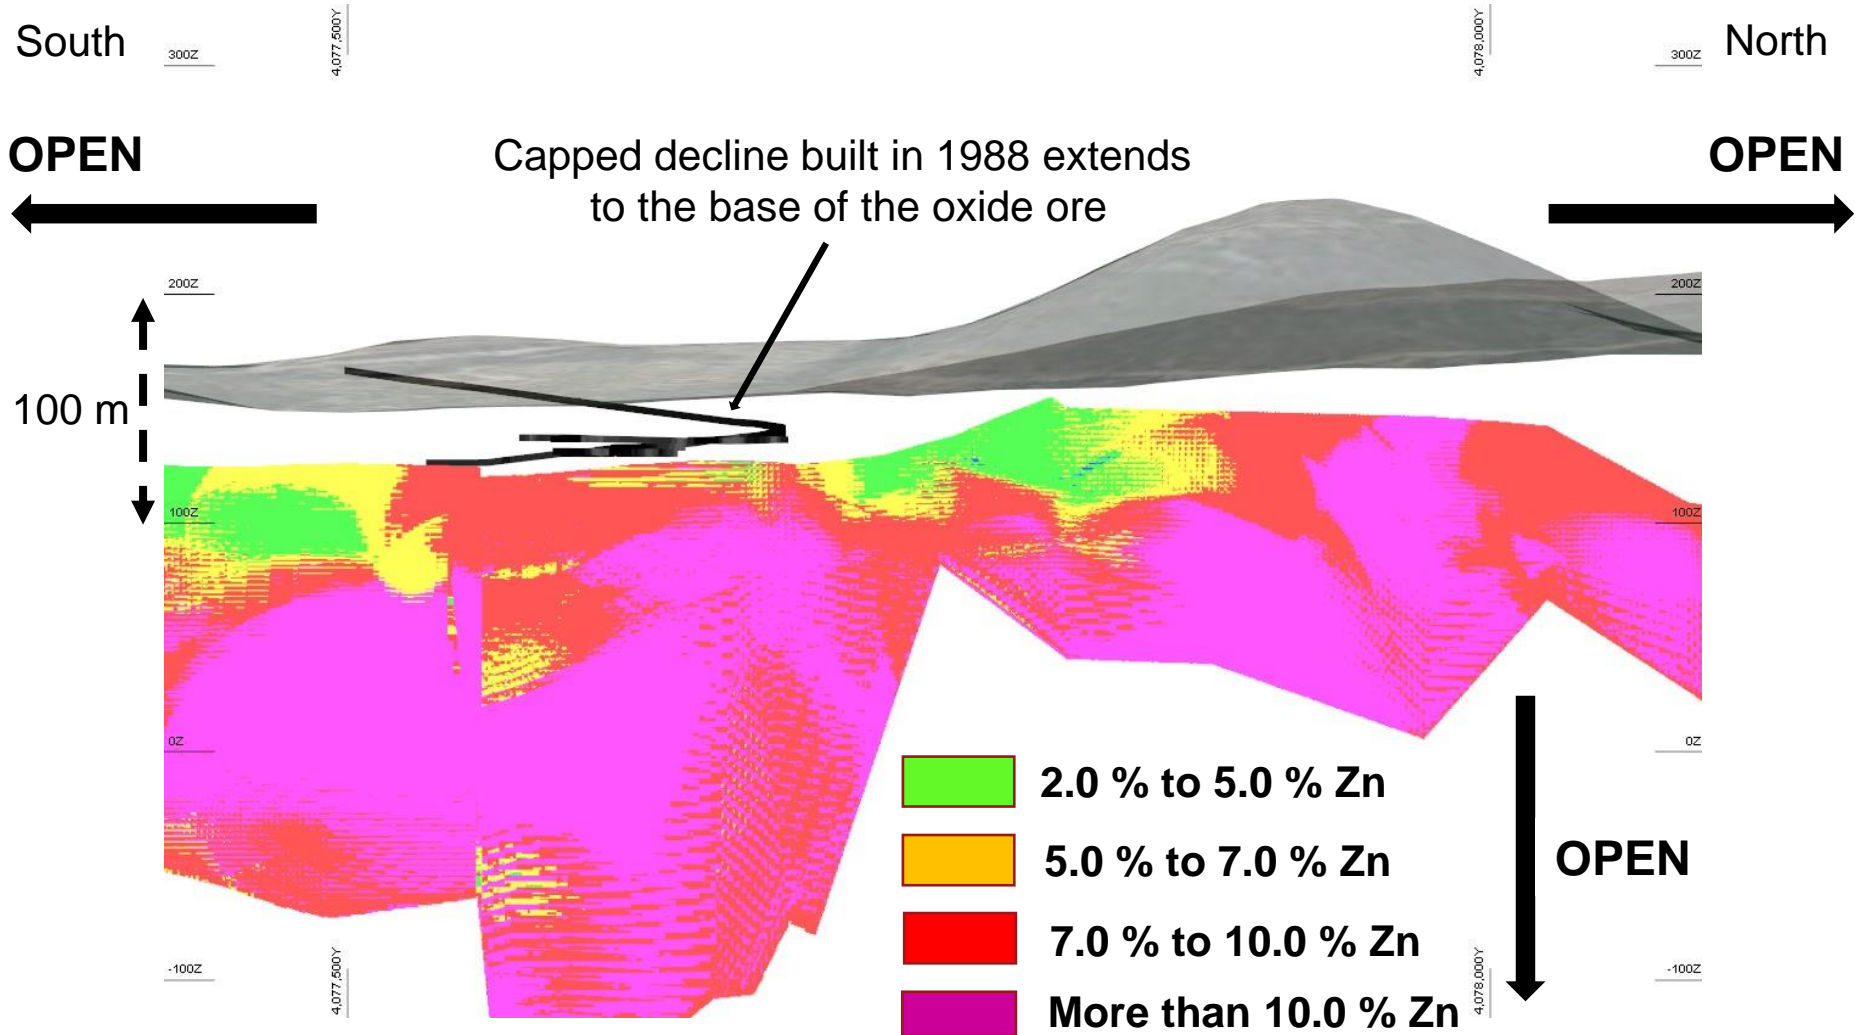 South
300Z
4,077,500Y
4,078,000Y
300Z
North
OPEN
Capped decline built in 1988 extends
to the base of the oxide ore
OPEN
200Z
200Z
100 m
100Z
100Z
0Z
0Z
2.0 % to 5.0 % Zn
5.0 % to 7.0 % Zn
OPEN
7.0 % to 10.0 % Zn
-100Z
4,077,500Y
4,078,000Y
-100Z
More than 10.0 % Zn